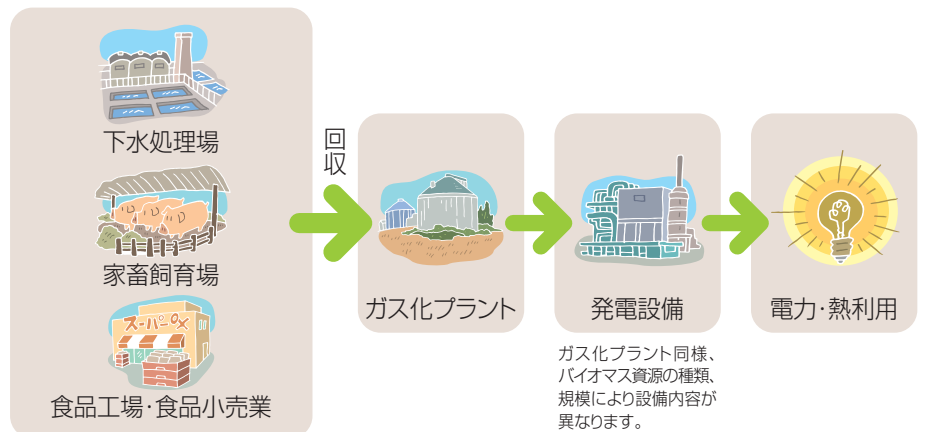 下水処理場
家畜飼育場
スーパーOX
食品工場・食品小売業
回収
ガス化プラント
発電設備
ガス化プラント同様、
バイオマス資源の種類、
規模により設備内容が
異なります。
電力・熱利用